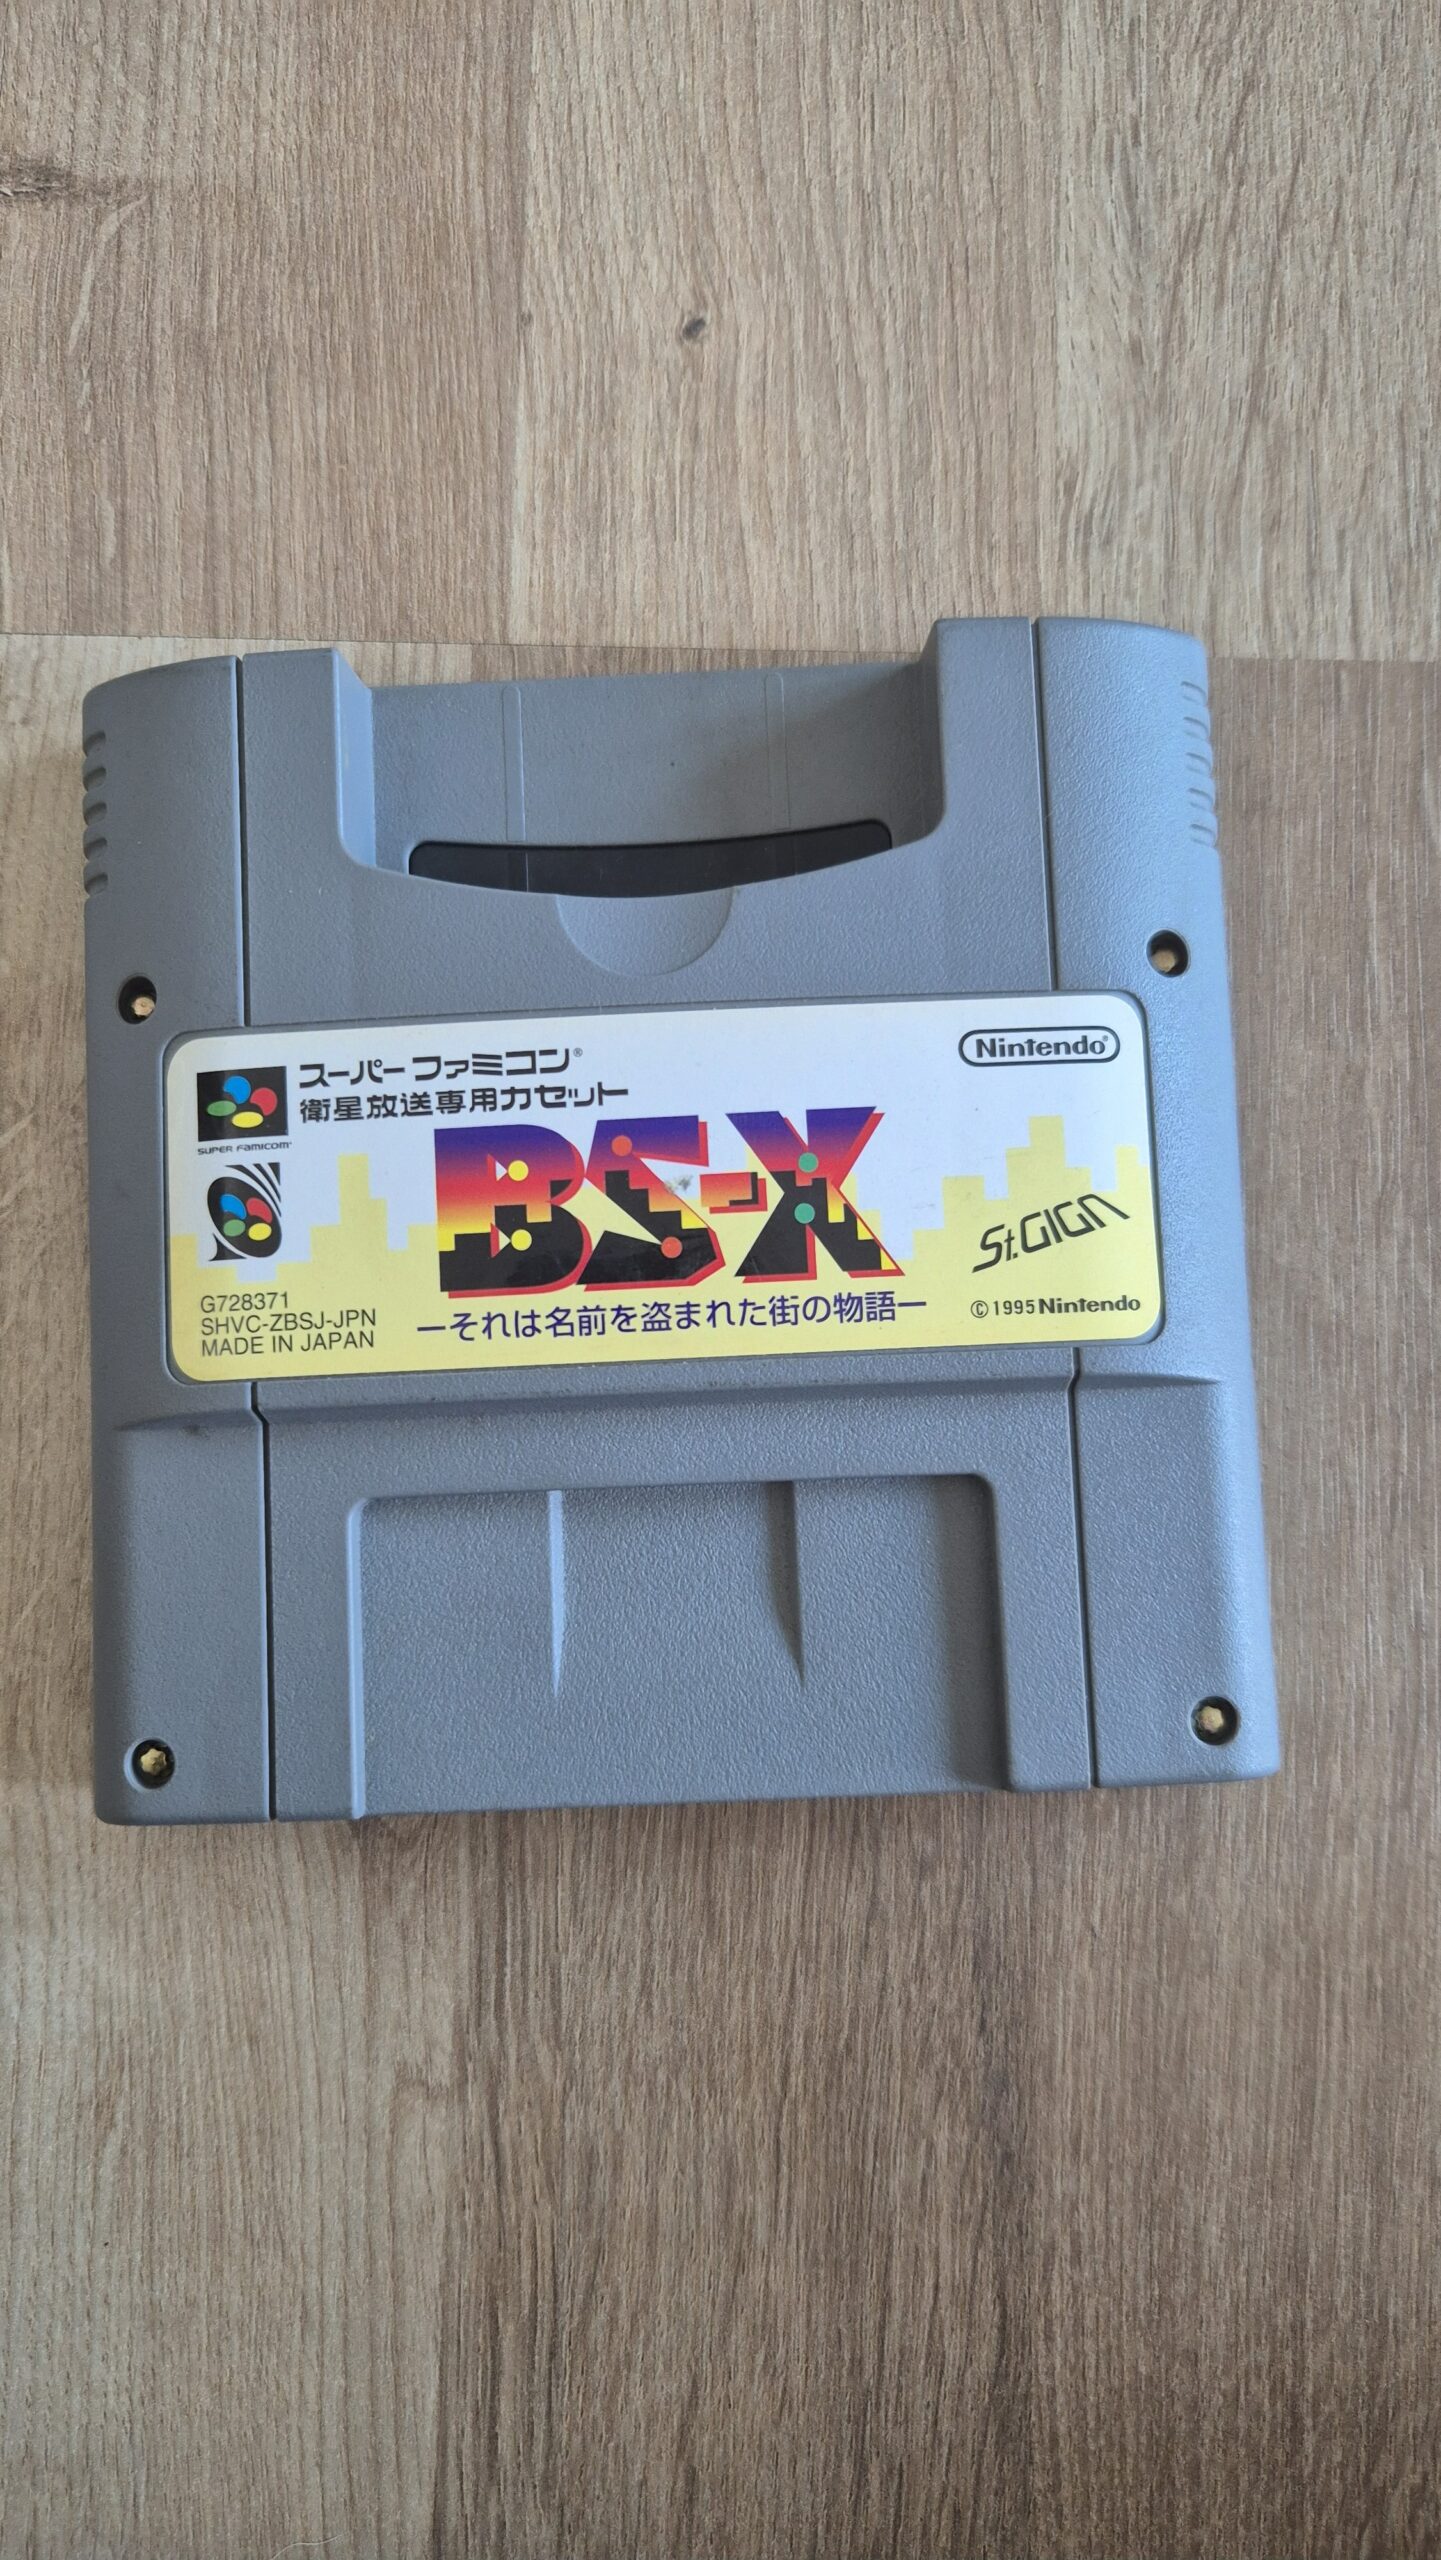 スーパーファミコン®
衛星放送専用カセット
Nintendo®
SUPER FAMICOM
BS-X
St.GIGA
G728371
SHVC-ZBSJ-JPN
MADE IN JAPAN
ーそれは名前を盗まれた街の物語ー
©1995 Nintendo